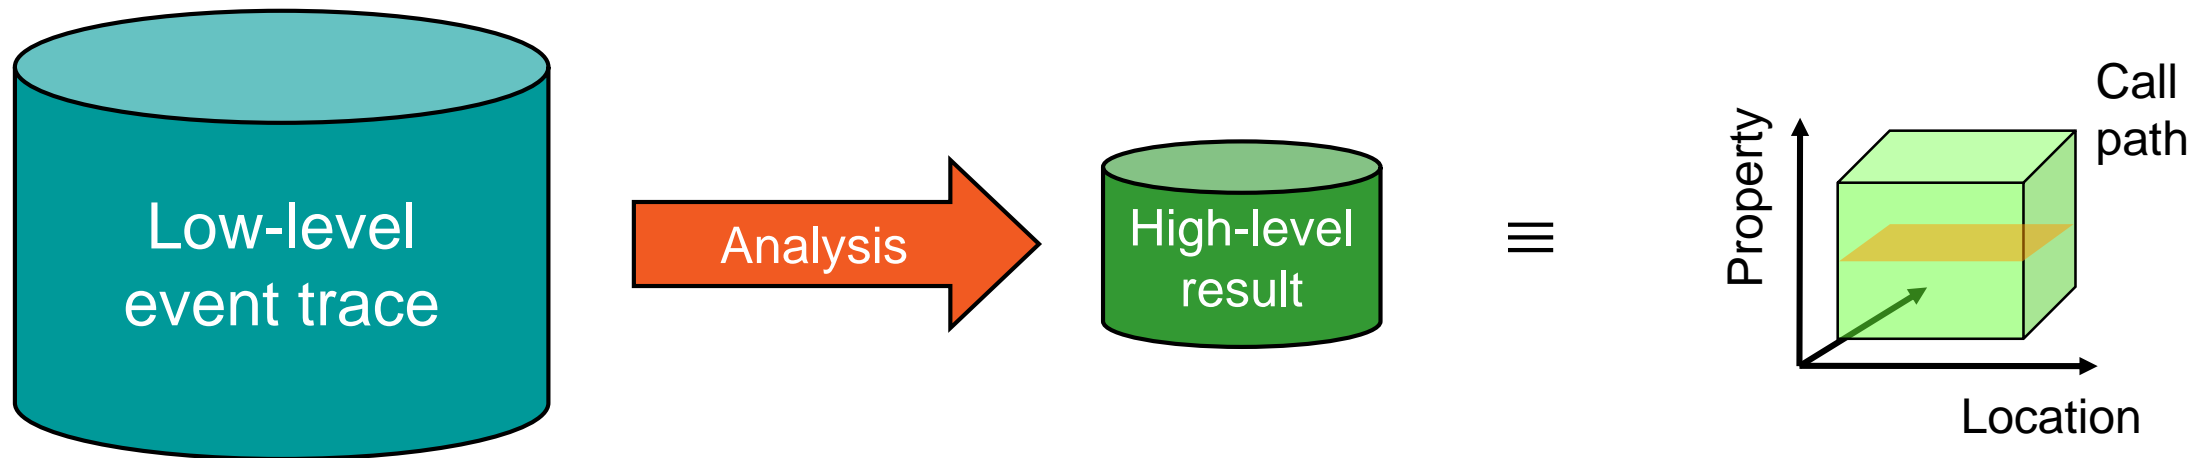 Low-level
event trace
Analysis
High-level
result
≡
Property
Call
path
Location